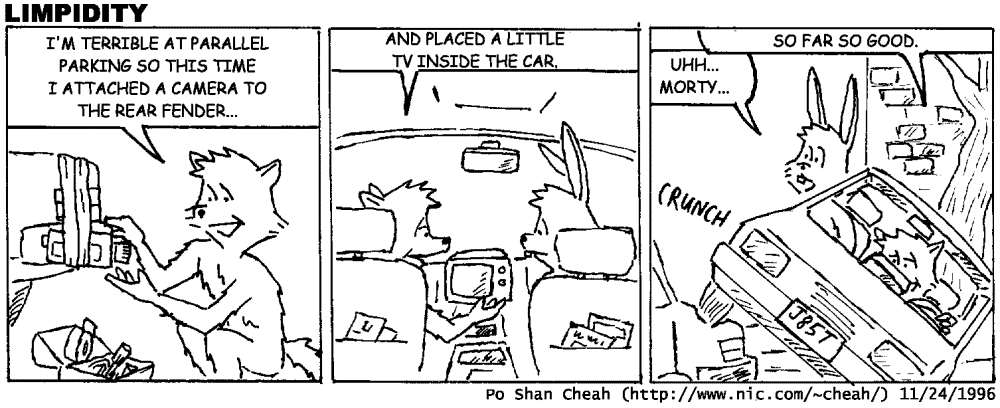 LIMPIDITY
I'M TERRIBLE AT PARALLEL
PARKING SO THIS TIME
I ATTACHED A CAMERA TO
THE REAR FENDER...
AND PLACED A LITTLE
TV INSIDE THE CAR.
SO FAR SO GOOD.
UHH...
MORTY...
CRUNCH
J85T
Po Shan Cheah (http://www.nic.com/~cheah/) 11/24/1996